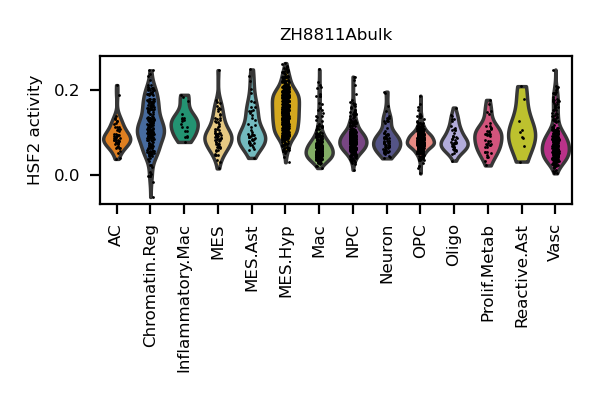 ZH8811Abulk
HSF2 activity
0.2
0.0
AC
Chromatin.Reg
Inflammatory.Mac
MES
MES.Ast
MES.Hyp
Mac
NPC
Neuron
OPC
Oligo
Prolif.Metab
Reactive.Ast
Vasc